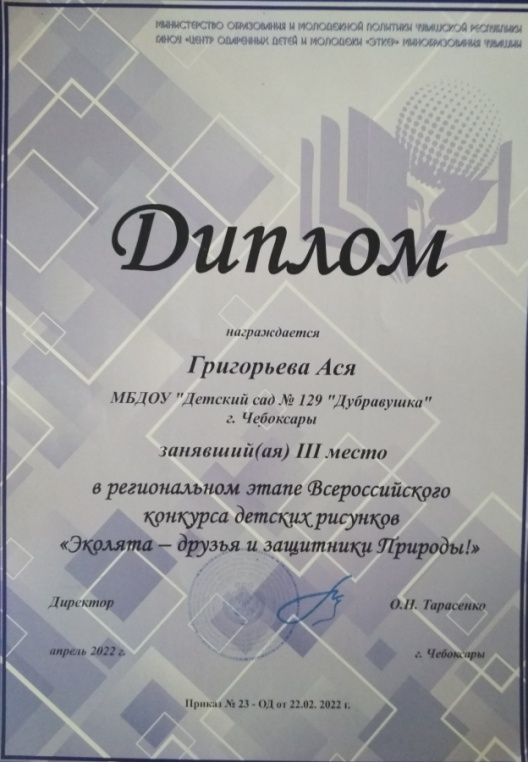 МИНИСТЕРСТВО ОБРАЗОВАНИЯ И МОЛОДЕЖНОЙ ПОЛИТИКИ ЧУВАШСКОЙ РЕСПУБЛИКИ
ГАНОУ «ЦЕНТР ОДАРЕННЫХ ДЕТЕЙ И МОЛОДЕЖИ «ЭТКЕР» МИНОБРАЗОВАНИЯ ЧУВАШИИ
Диплом
награждается
Григорьева Ася
МБДОУ "Детский сад № 129 "Дубравушка"
г. Чебоксары
занявший(ая) III место
в региональном этапе Всероссийского
конкурса детских рисунков
«Эколята – друзья и защитники Природы!»
Директор О.Н. Тарасенко
апрель 2022 г. г. Чебоксары
Приказ № 23 - ОД от 22.02. 2022 г.